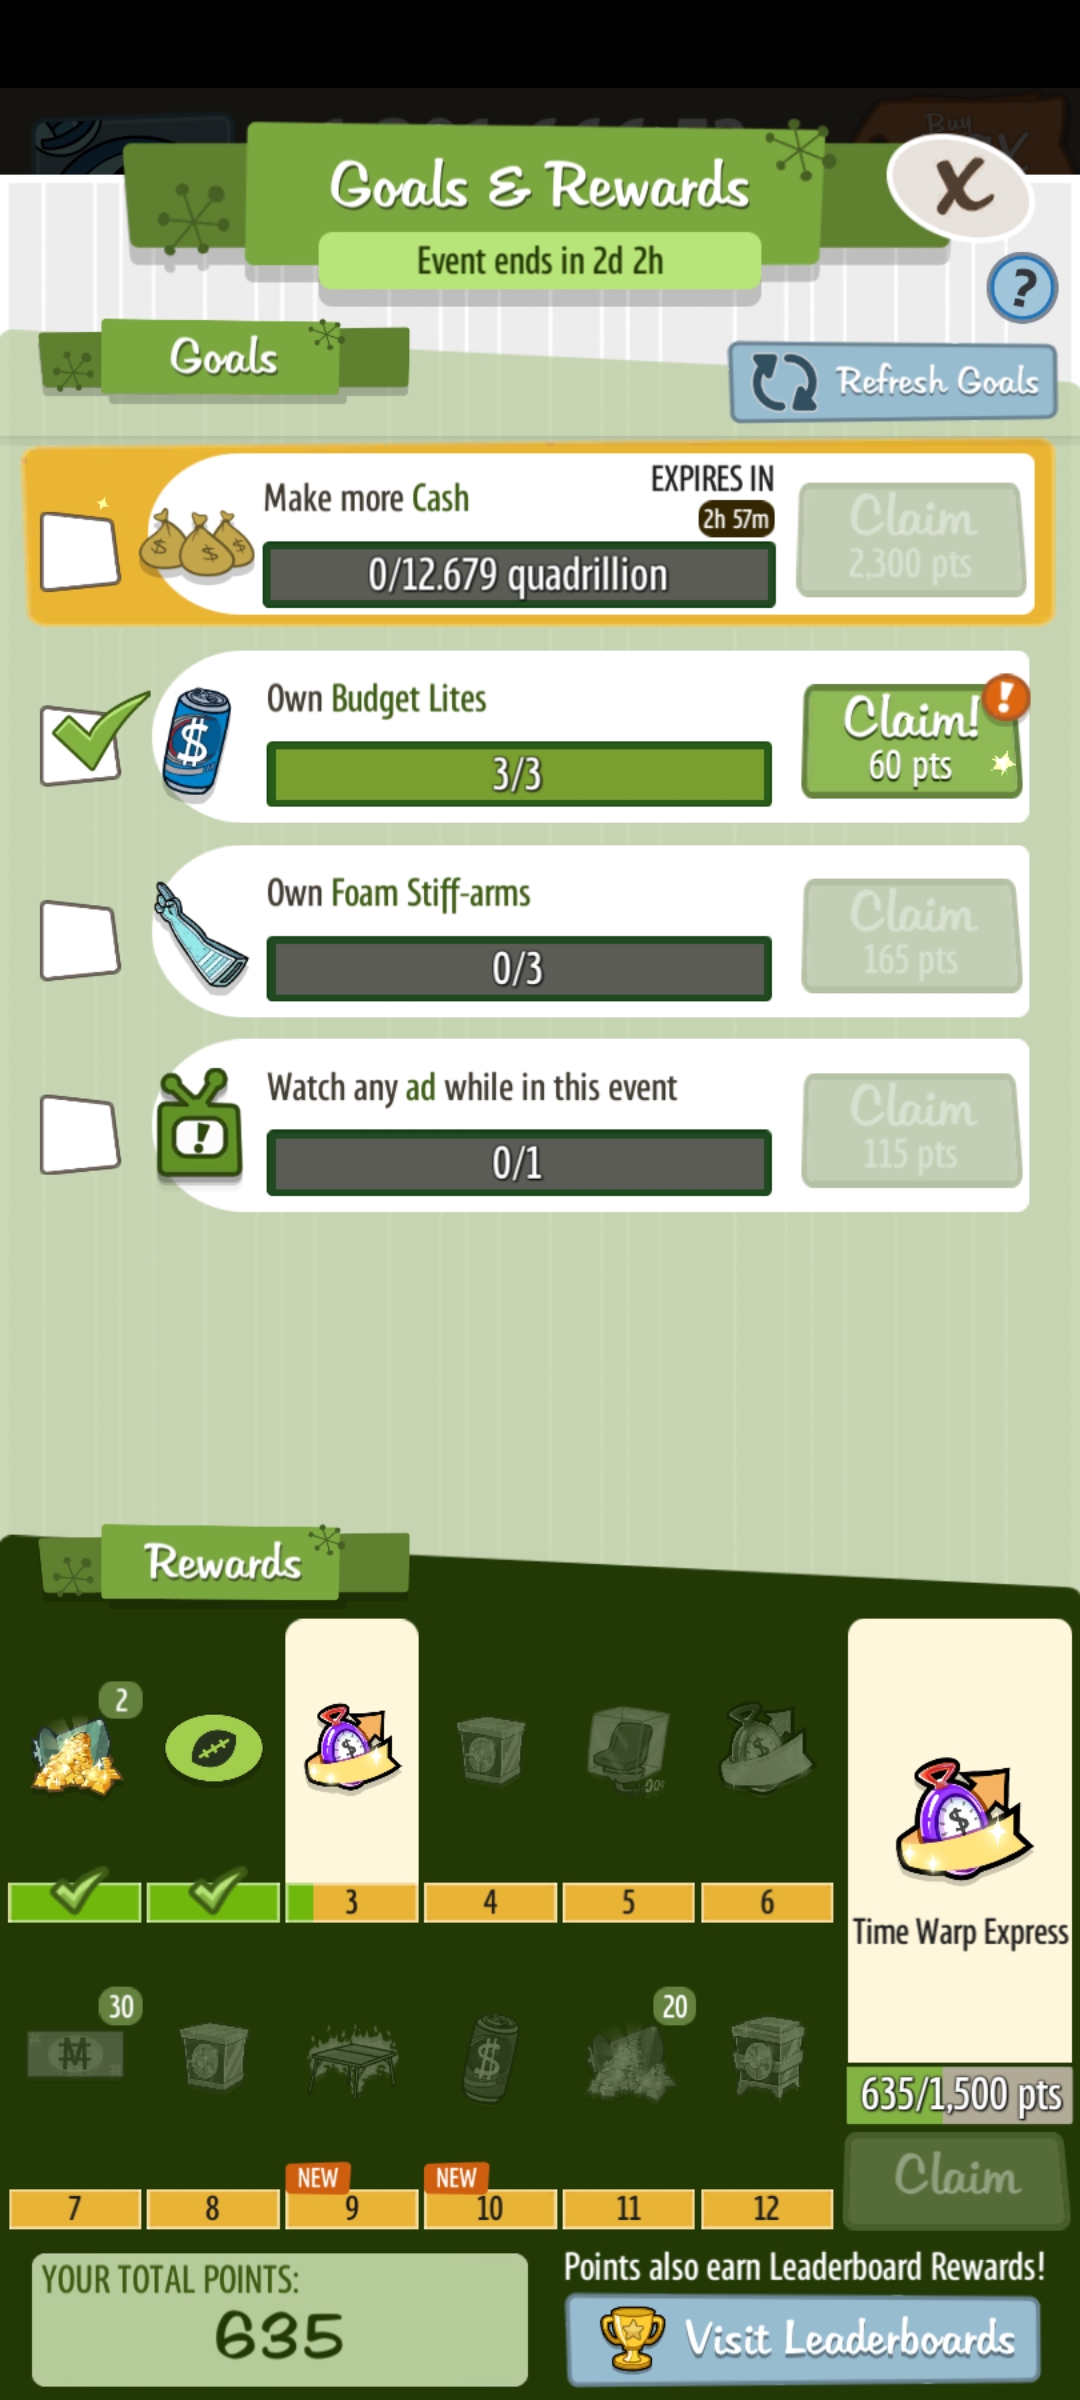 Buy
Goals & Rewards
X
Event ends in 2d 2h
?
Goals
Refresh Goals
Make more Cash
EXPIRES IN
2h 57m
0/12.679 quadrillion
Claim
2,300 pts
Own Budget Lites
3/3
Claim!
60 pts
!
Own Foam Stiff-arms
0/3
Claim
165 pts
Watch any ad while in this event
0/1
Claim
115 pts
Rewards
2
3
4
5
6
Time Warp Express
30
20
635/1,500 pts
Claim
NEW
NEW
7
8
9
10
11
12
YOUR TOTAL POINTS:
635
Points also earn Leaderboard Rewards!
Visit Leaderboards